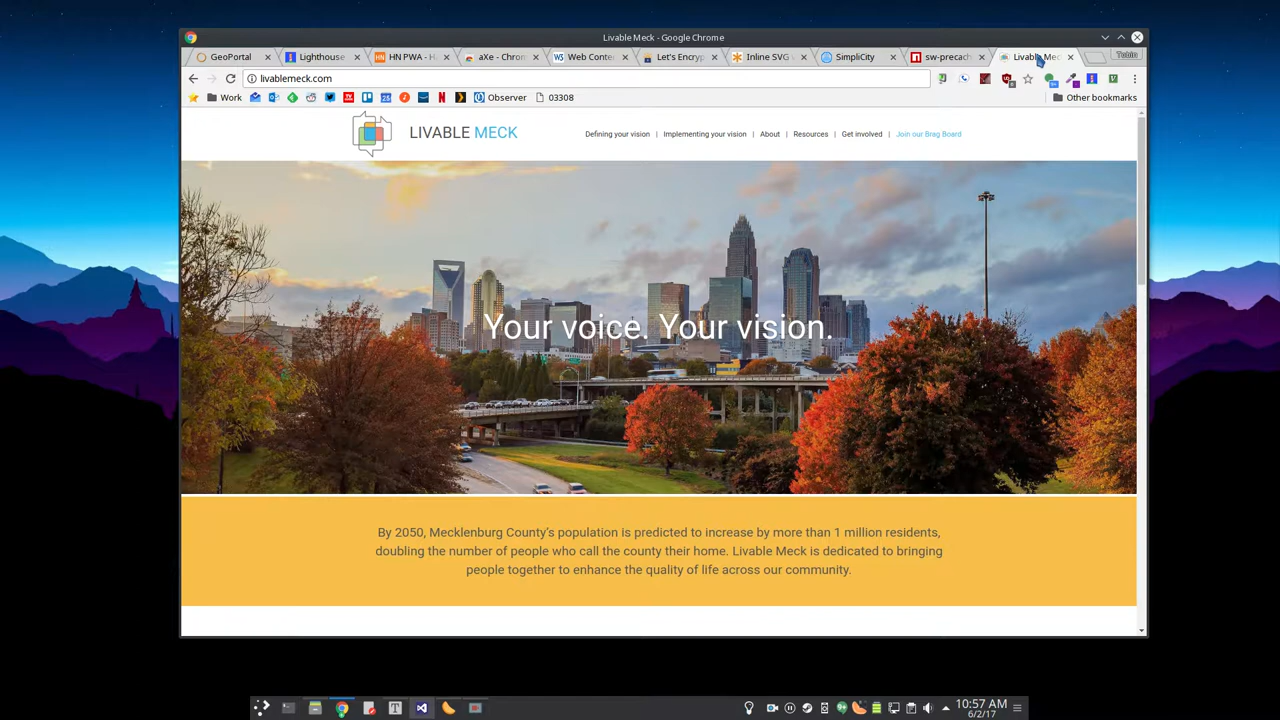 Livable Meck - Google Chrome
GeoPortal
Lighthouse
HN PWA - H
aXe - Chron
Web Conten
Let's Encryp
Inline SVG
SimpliCity
sw-precach
Livable Mec
Tobin
livablemeck.com
Work
Observer
03308
Other bookmarks
LIVABLE MECK
Defining your vision | Implementing your vision | About | Resources | Get involved | Join our Brag Board
Your voice. Your vision.
By 2050, Mecklenburg County's population is predicted to increase by more than 1 million residents,
doubling the number of people who call the county their home. Livable Meck is dedicated to bringing
people together to enhance the quality of life across our community.
10:57 AM
6/2/17